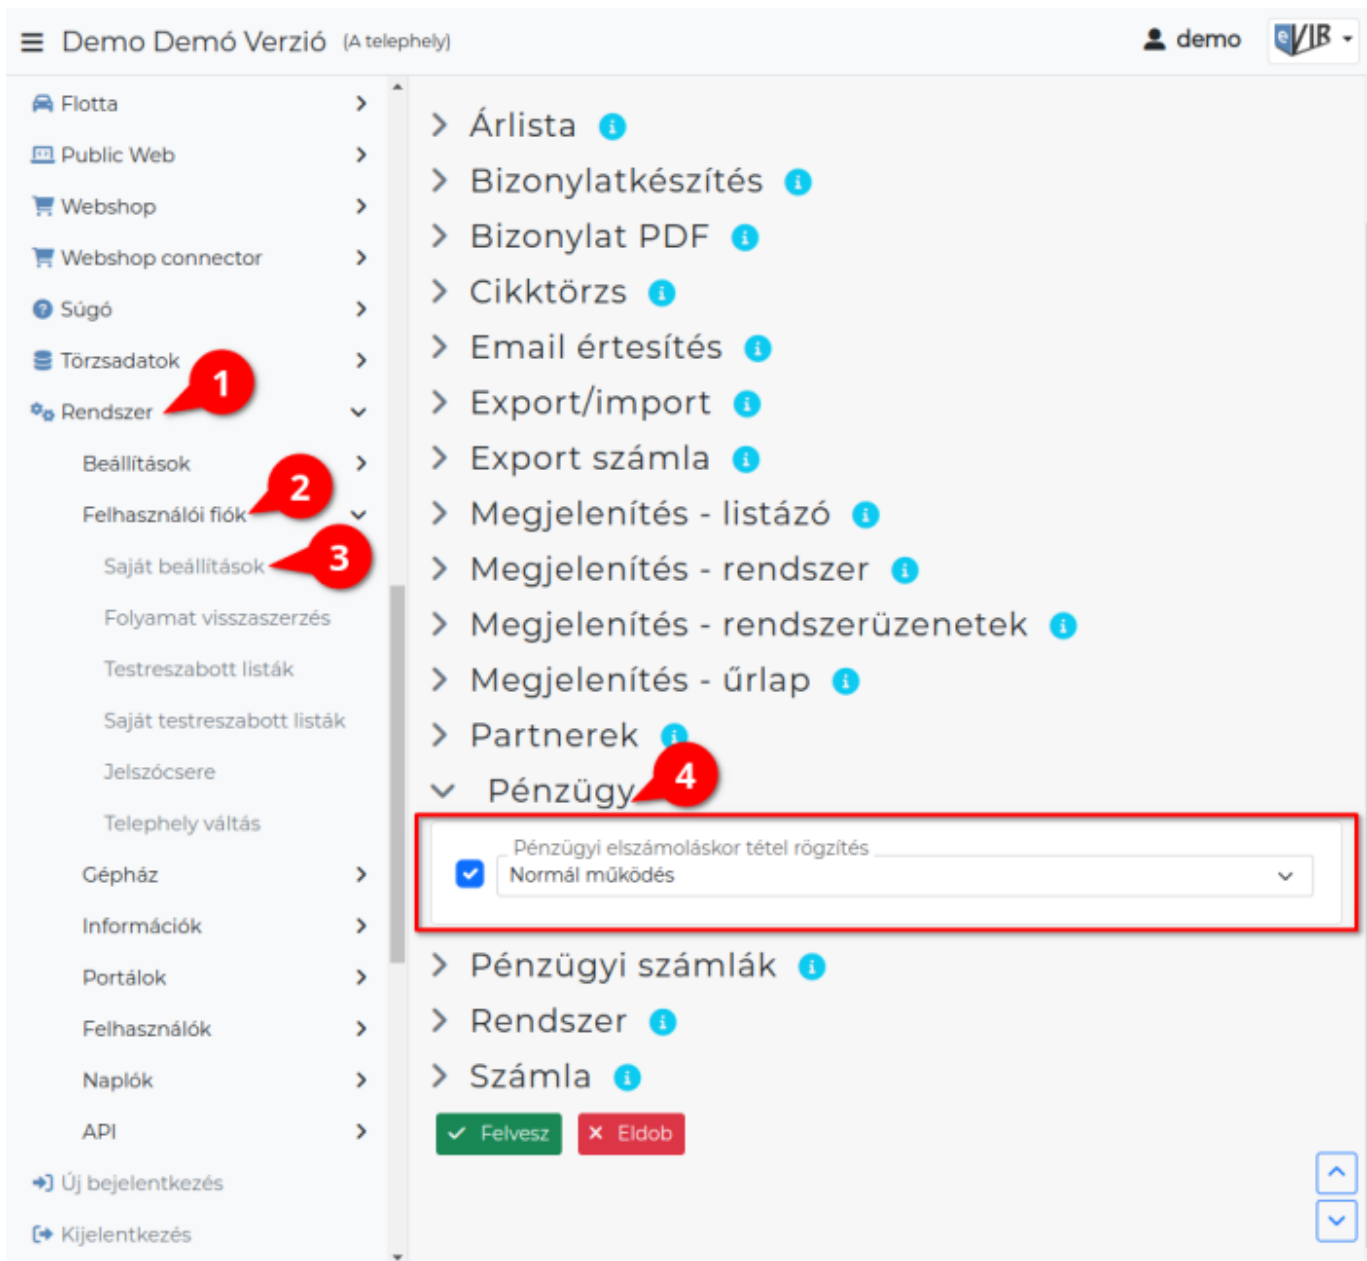 Demo Demó Verzió (A telephely)
demo
eVIR
Flotta
Public Web
Webshop
Webshop connector
Súgó
Törzsadatok
1
Rendszer
Beállítások
2
Felhasználói fiók
Saját beállítások
3
Folyamat visszaszerzés
Testreszabott listák
Saját testreszabott listák
Jelszócsere
Telephely váltás
Gépház
Információk
Portálok
Felhasználók
Naplók
API
Új bejelentkezés
Kijelentkezés
Árlista
Bizonylatkészítés
Bizonylat PDF
Cikktörzs
Email értesítés
Export/import
Export számla
Megjelenítés - listázó
Megjelenítés - rendszer
Megjelenítés - rendszerüzenetek
Megjelenítés - űrlap
Partnerek
Pénzügy
4
Pénzügyi elszámoláskor tétel rögzítés
Normál működés
Pénzügyi számlák
Rendszer
Számla
Felvesz
Eldob